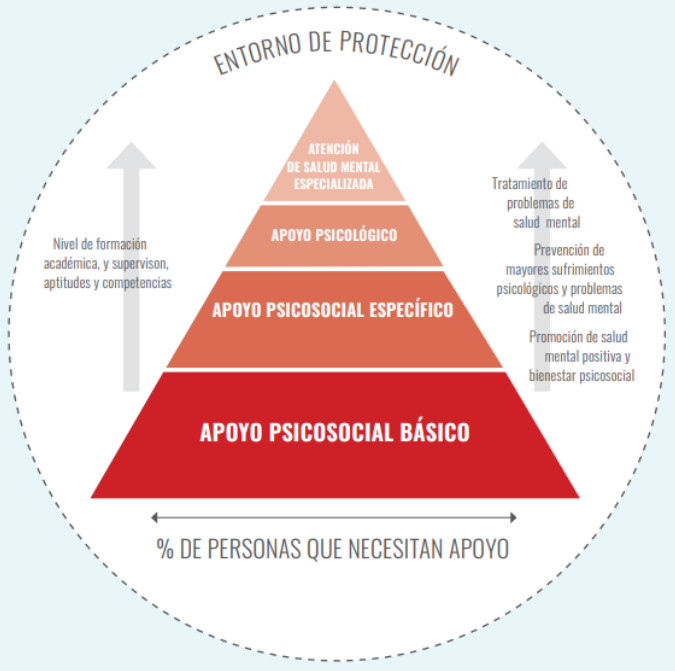 ENTORNO DE PROTECCIÓN
ATENCIÓN
DE SALUD MENTAL
ESPECIALIZADA
APOYO PSICOLÓGICO
APOYO PSICOSOCIAL ESPECÍFICO
APOYO PSICOSOCIAL BÁSICO
Nivel de formación
académica, y supervison,
aptitudes y competencias
Tratamiento de
problemas de
salud mental
Prevención de
mayores sufrimientos
psicológicos y problemas
de salud mental
Promoción de salud
mental positiva y
bienestar psicosocial
% DE PERSONAS QUE NECESITAN APOYO